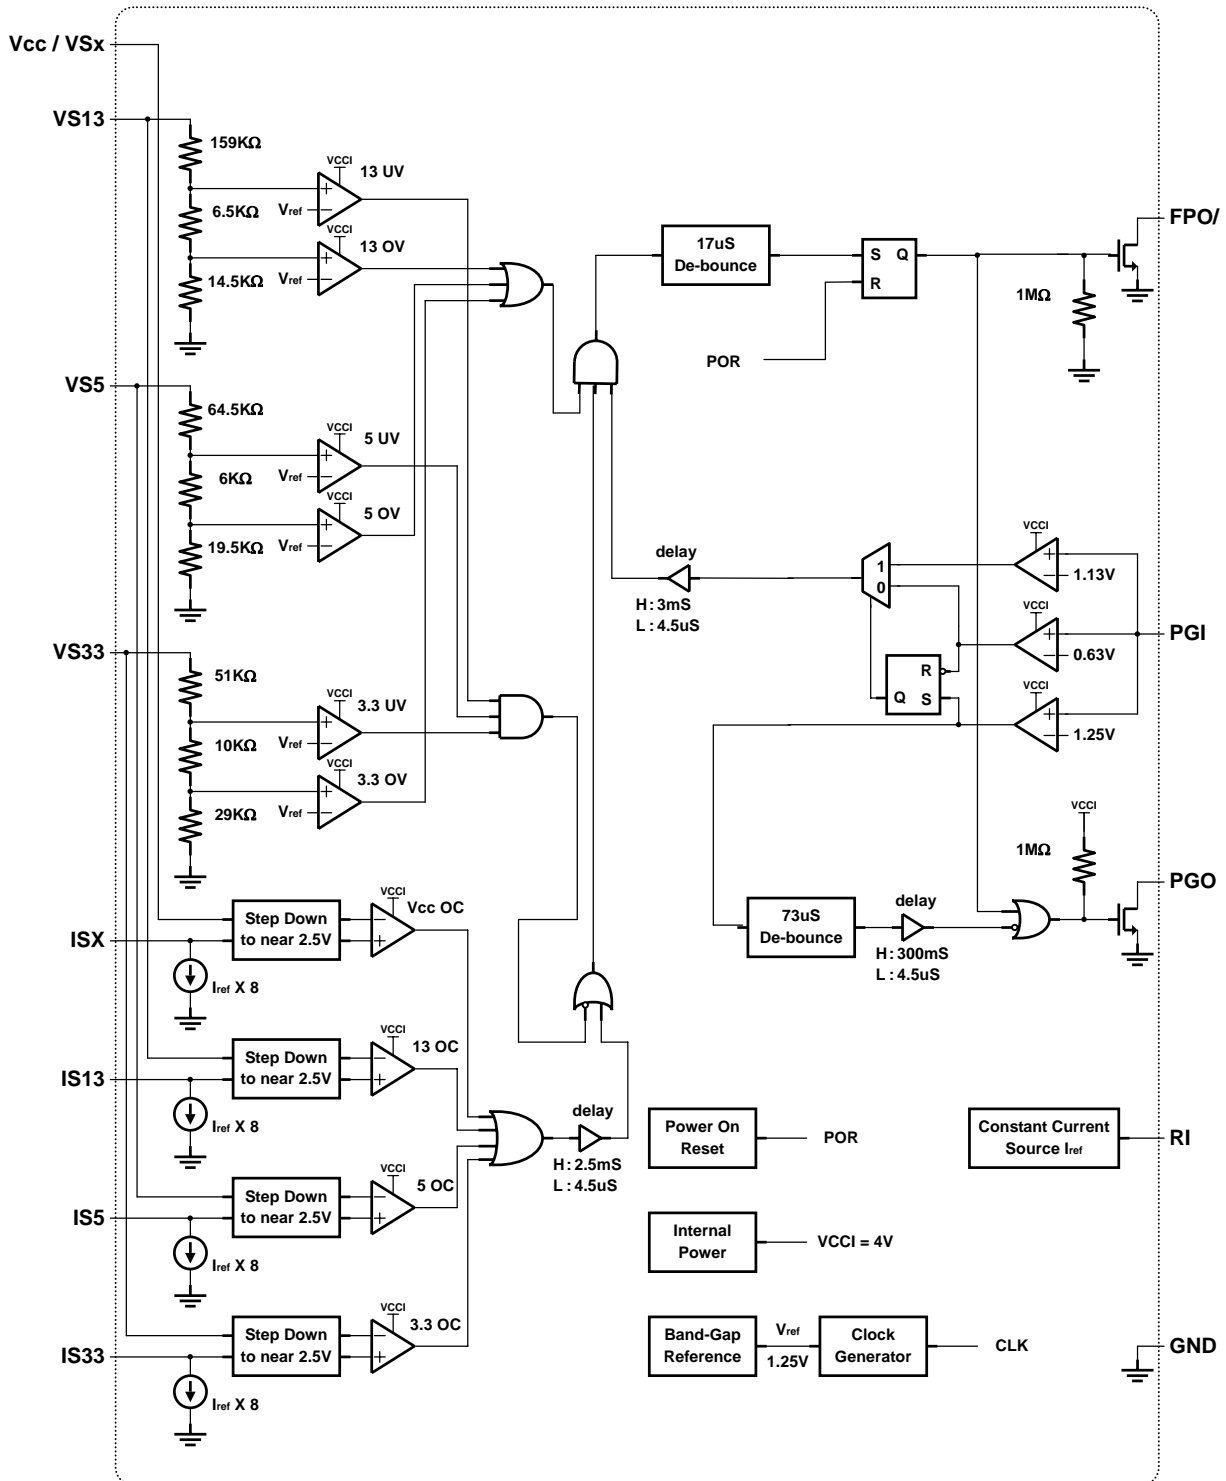 Vcc / VSx
VS13
159KΩ
6.5KΩ
14.5KΩ
VCCI
13 UV
+
Vref
−
VCCI
13 OV
+
Vref
−
17uS
De-bounce
S Q
R
POR
FPO/
1MΩ
VS5
64.5KΩ
6KΩ
19.5KΩ
VCCI
5 UV
+
Vref
−
VCCI
5 OV
+
Vref
−
delay
H : 3mS
L : 4.5uS
1
0
VCCI
+
−
1.13V
VCCI
+
−
0.63V
PGI
R
Q S
VCCI
+
−
1.25V
VS33
51KΩ
10KΩ
29KΩ
VCCI
3.3 UV
+
Vref
−
VCCI
3.3 OV
+
Vref
−
VCCI
1MΩ
PGO
73uS
De-bounce
delay
H : 300mS
L : 4.5uS
ISX
Step Down
to near 2.5V
VCCI
Vcc OC
−
+
Iref X 8
IS13
Step Down
to near 2.5V
VCCI
13 OC
−
+
Iref X 8
delay
H : 2.5mS
L : 4.5uS
IS5
Step Down
to near 2.5V
VCCI
5 OC
−
+
Iref X 8
IS33
Step Down
to near 2.5V
VCCI
3.3 OC
−
+
Iref X 8
Power On
Reset
POR
Constant Current
Source Iref
RI
Internal
Power
VCCI = 4V
Band-Gap
Reference
Vref
1.25V
Clock
Generator
CLK
GND